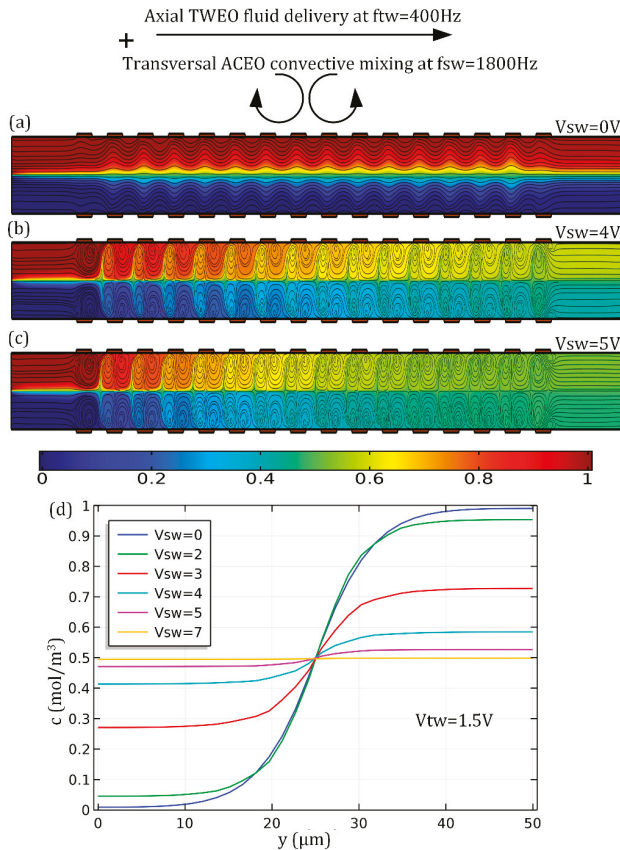 Axial TWEO fluid delivery at ftw=400Hz
+
Transversal ACEO convective mixing at fsw=1800Hz
(a)
Vsw=0V
(b)
Vsw=4V
(c)
Vsw=5V
0 0.2 0.4 0.6 0.8 1
(d)
1
0.9
0.8
0.7
0.6
0.5
0.4
0.3
0.2
0.1
0
c (mol/m³)
Vsw=0
Vsw=2
Vsw=3
Vsw=4
Vsw=5
Vsw=7
Vtw=1.5V
0 10 20 30 40 50
y (μm)